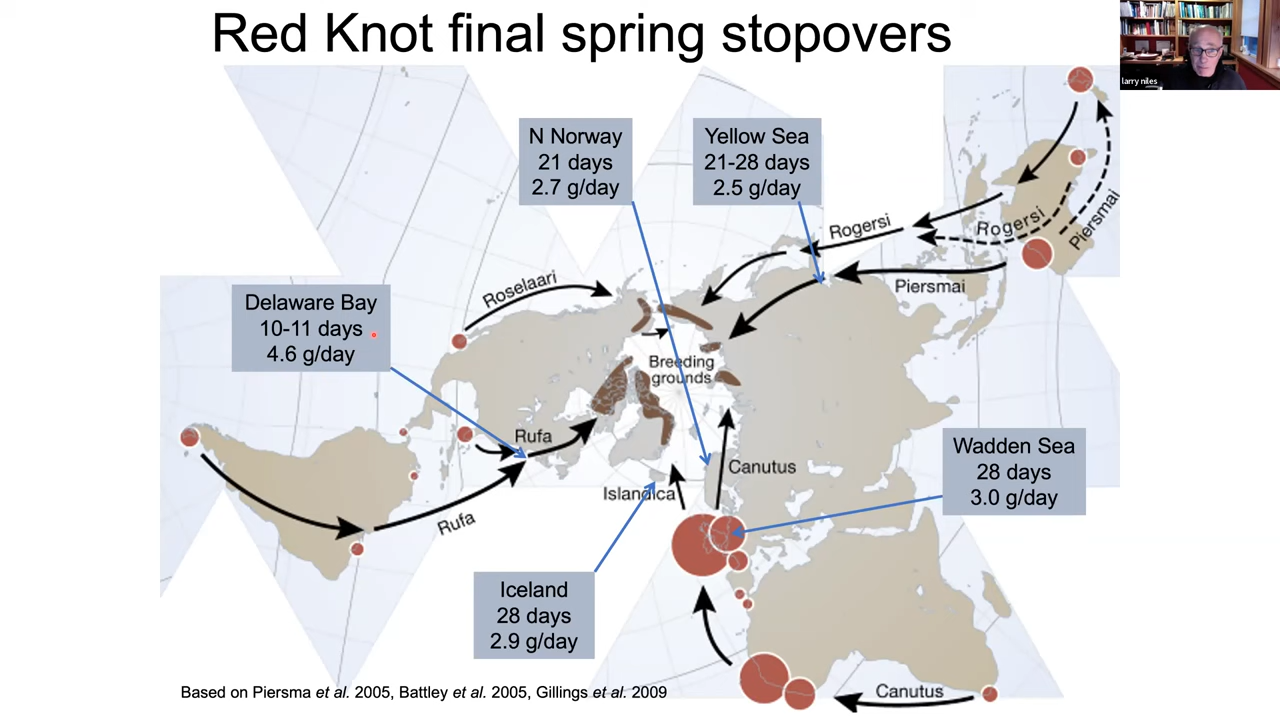 Red Knot final spring stopovers
larry niles
N Norway
21 days
2.7 g/day
Yellow Sea
21-28 days
2.5 g/day
Rogersi
Rogersi
Piersmai
Piersmai
Roselaari
Delaware Bay
10-11 days
4.6 g/day
Breeding
grounds
Rufa
Rufa
Canutus
Islandica
Wadden Sea
28 days
3.0 g/day
Iceland
28 days
2.9 g/day
Canutus
Based on Piersma et al. 2005, Battley et al. 2005, Gillings et al. 2009